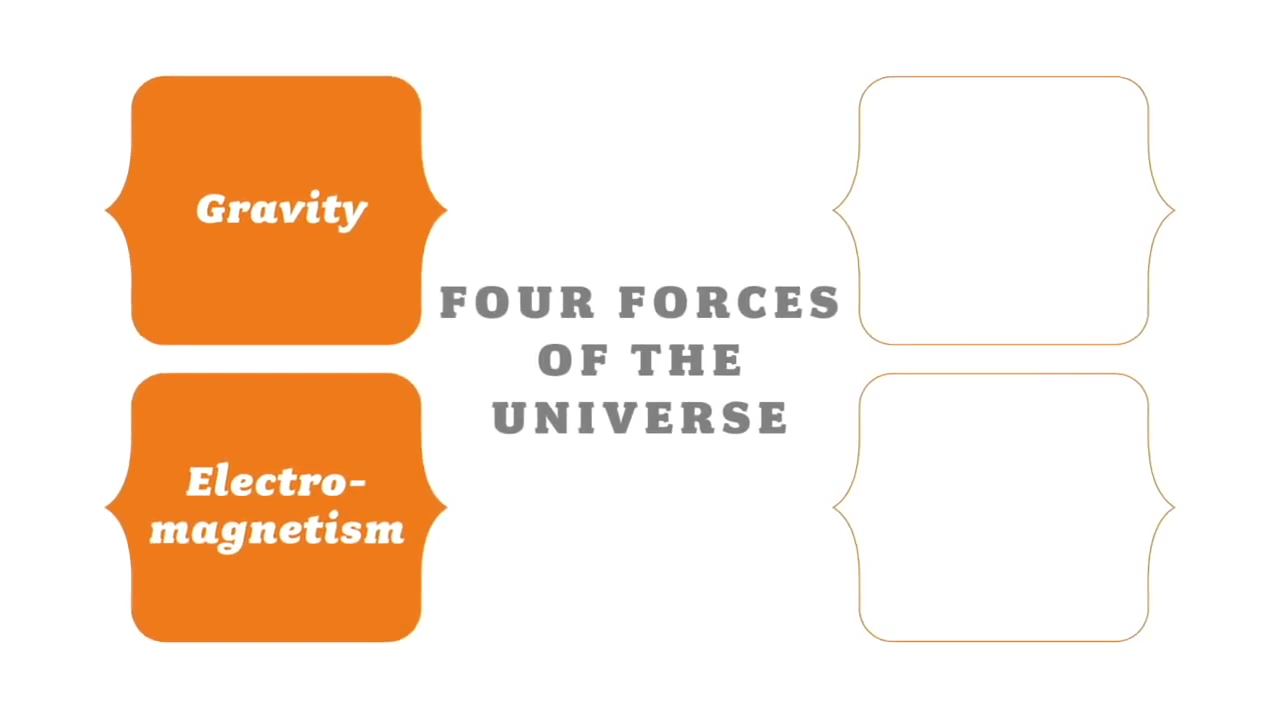 Gravity
FOUR FORCES
OF THE
UNIVERSE
Electro-
magnetism